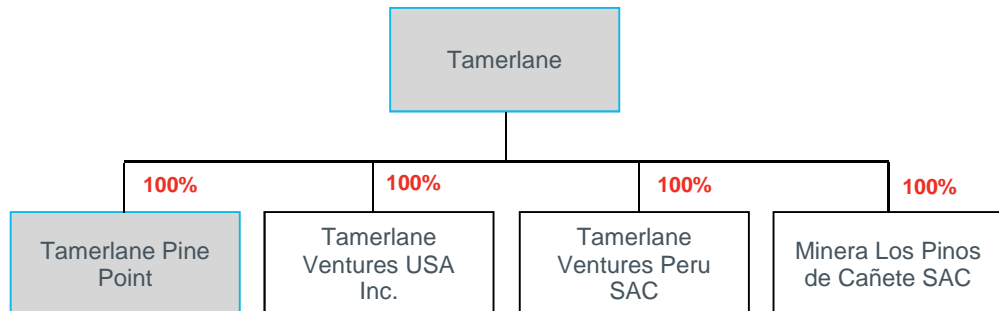 Tamerlane
100%
100%
100%
100%
Tamerlane Pine
Point
Tamerlane
Ventures USA
Inc.
Tamerlane
Ventures Peru
SAC
Minera Los Pinos
de Cañete SAC